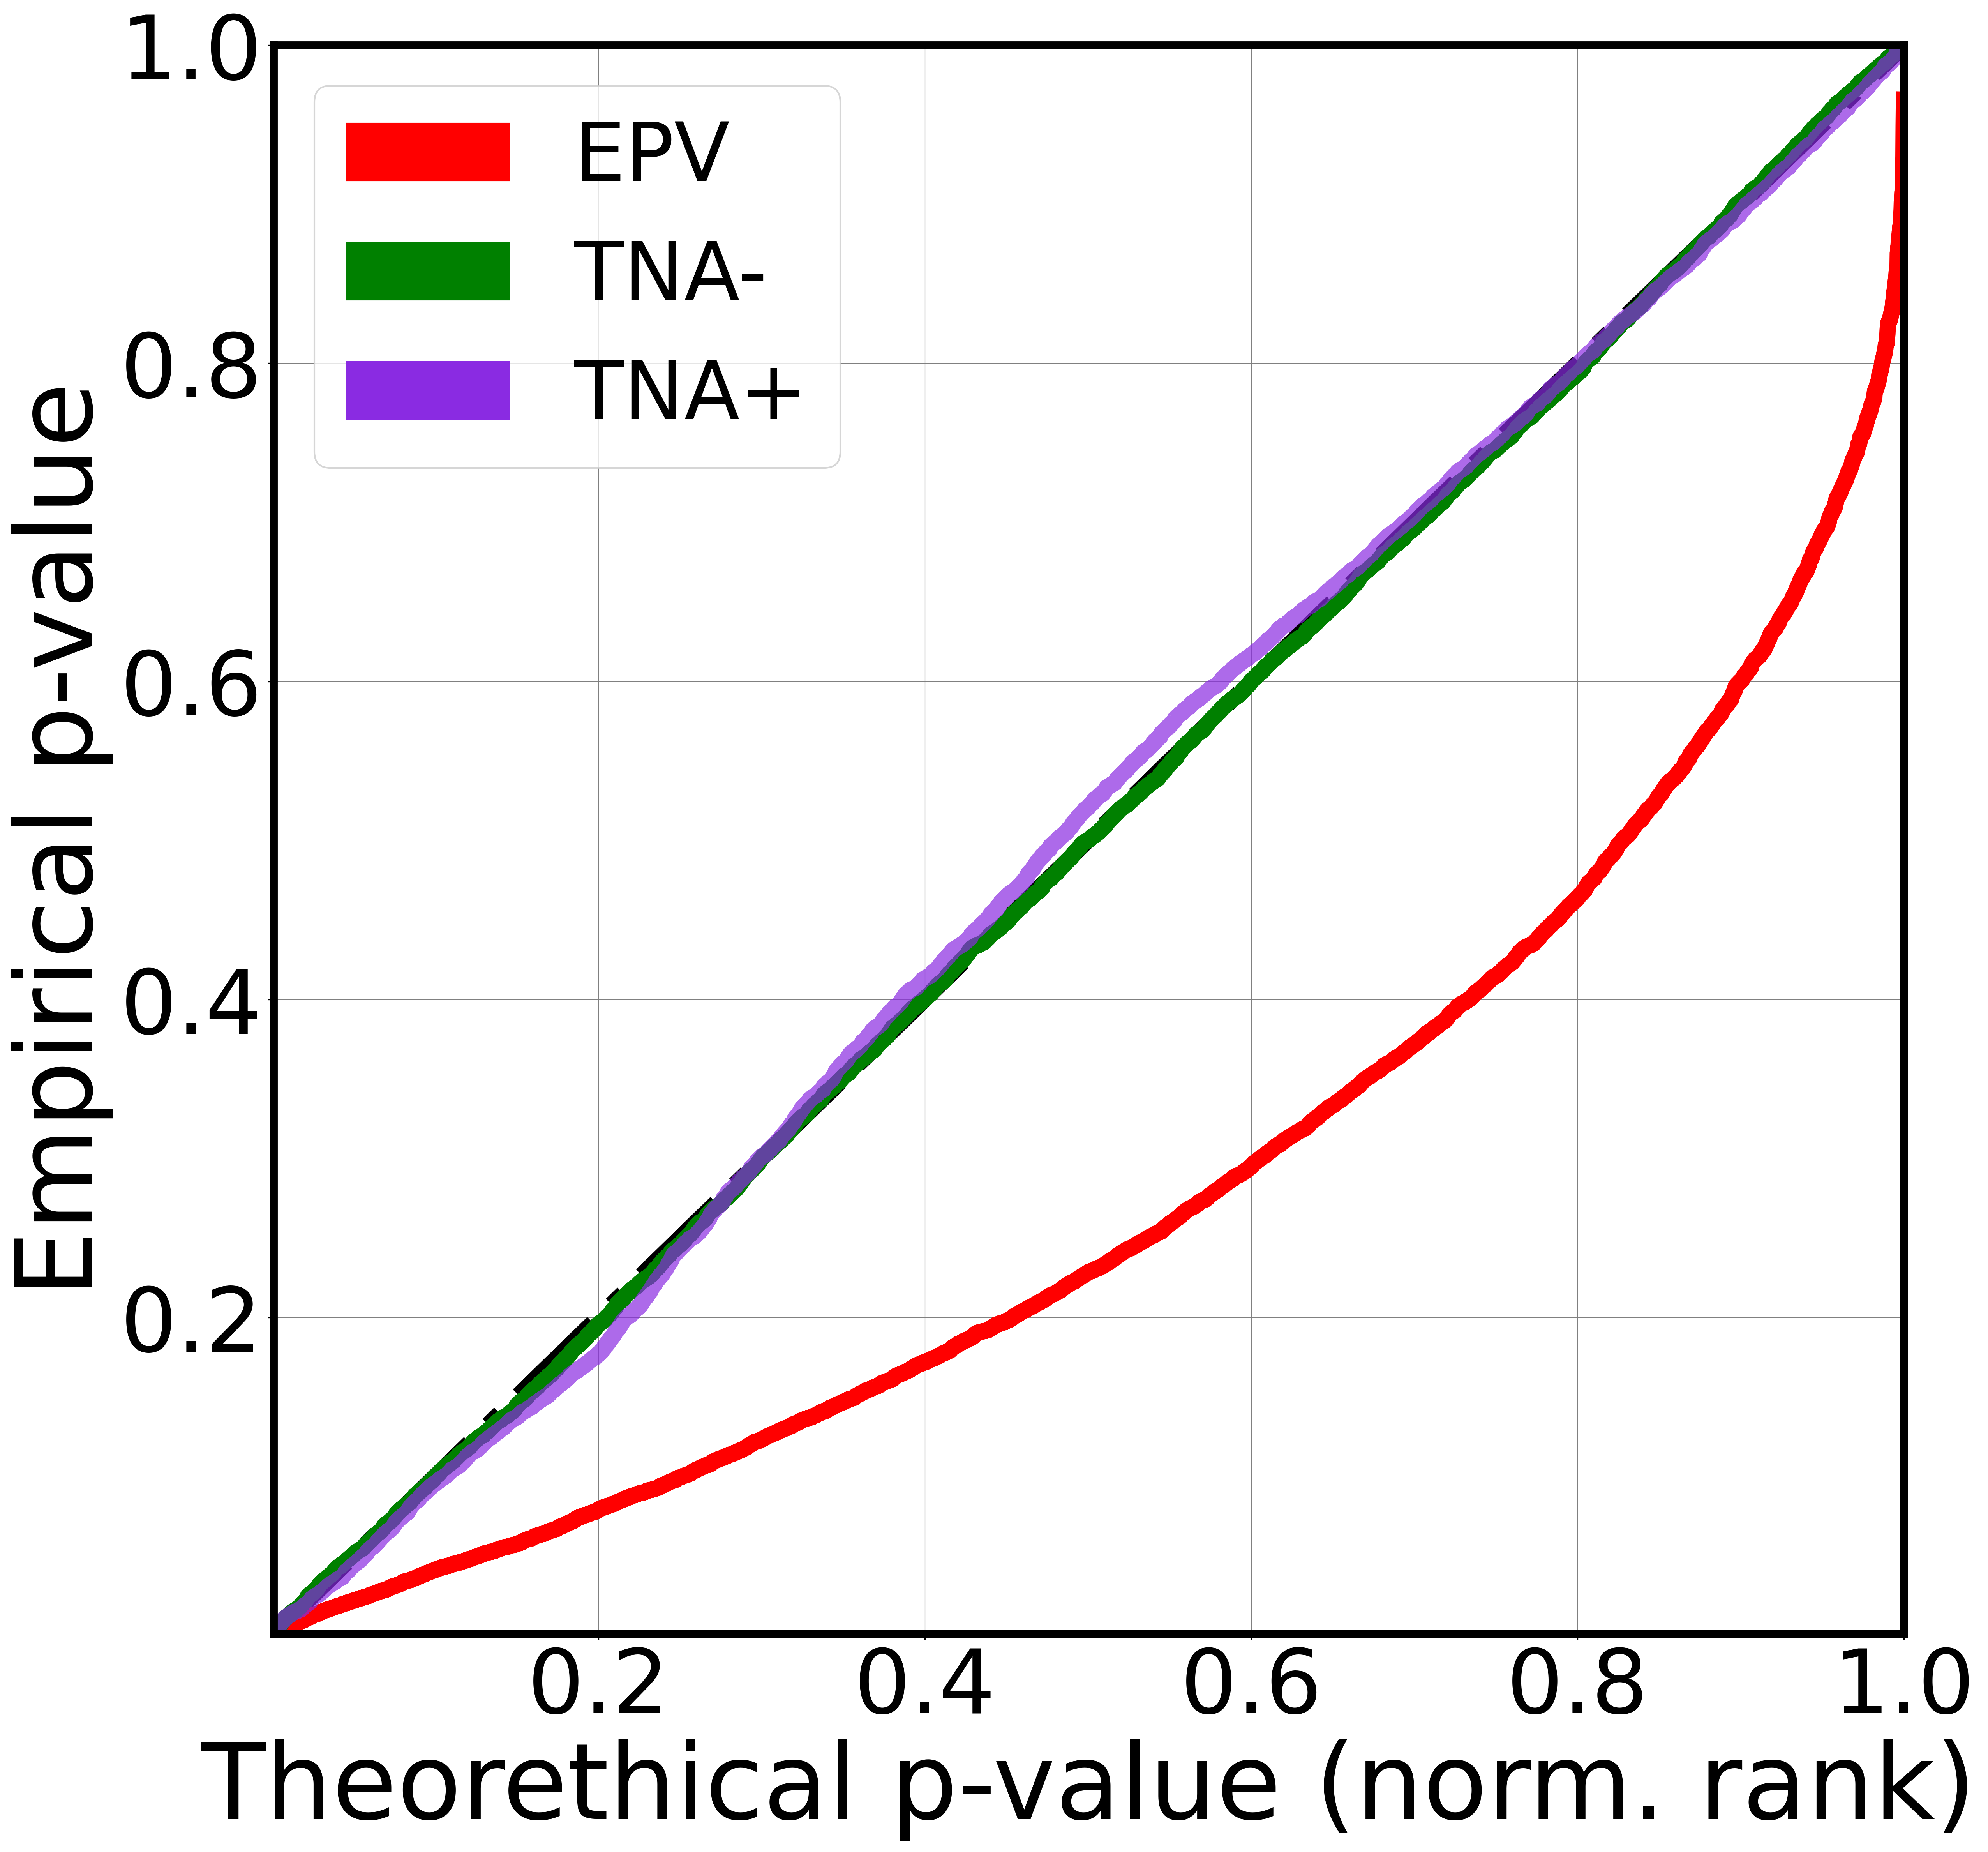 1.0
0.8
0.6
0.4
0.2
Empirical p-value
EPV
TNA-
TNA+
0.2 0.4 0.6 0.8 1.0
Theorethical p-value (norm. rank)